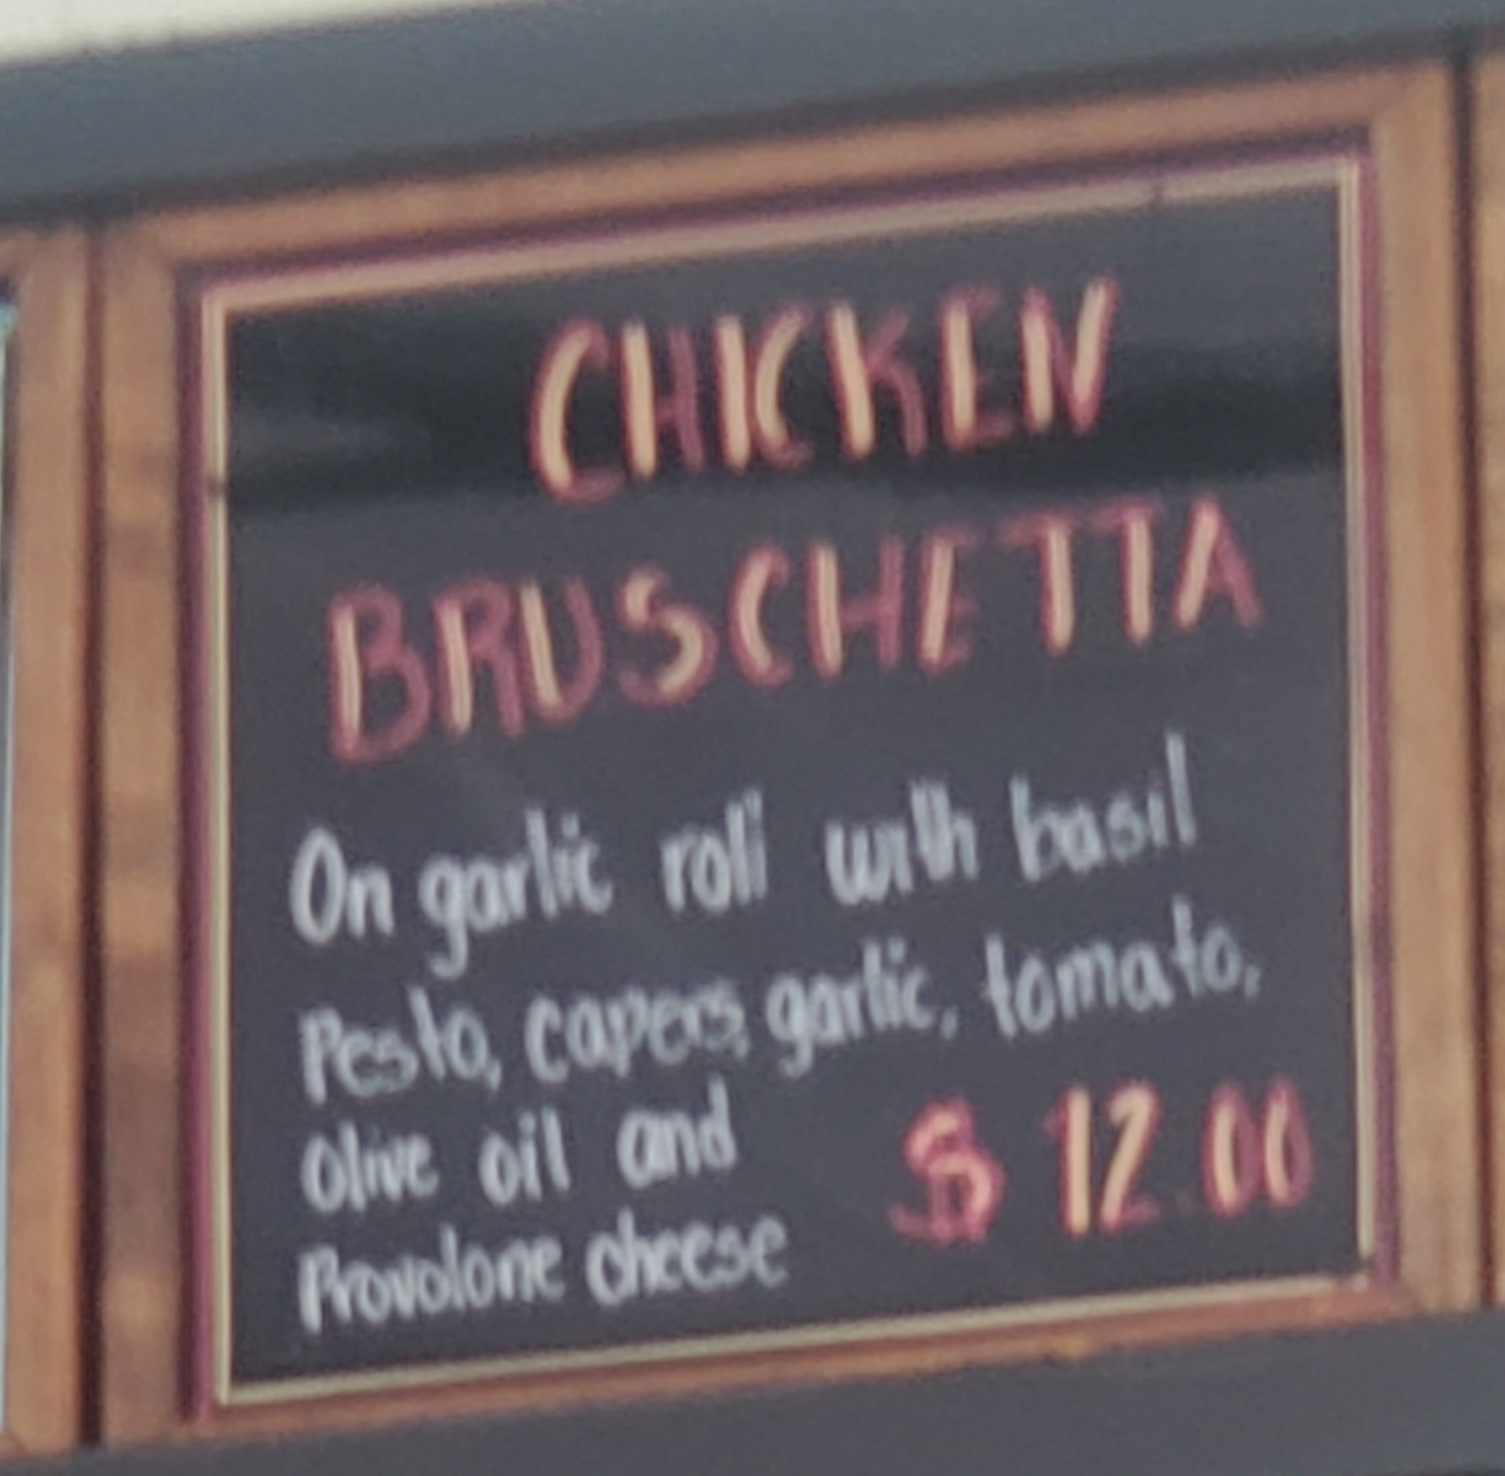 CHICKEN
BRUSCHETTA
On garlic roll with basil
Pesto, capers, garlic, tomato,
Olive oil and
$ 12.00
Provolone cheese